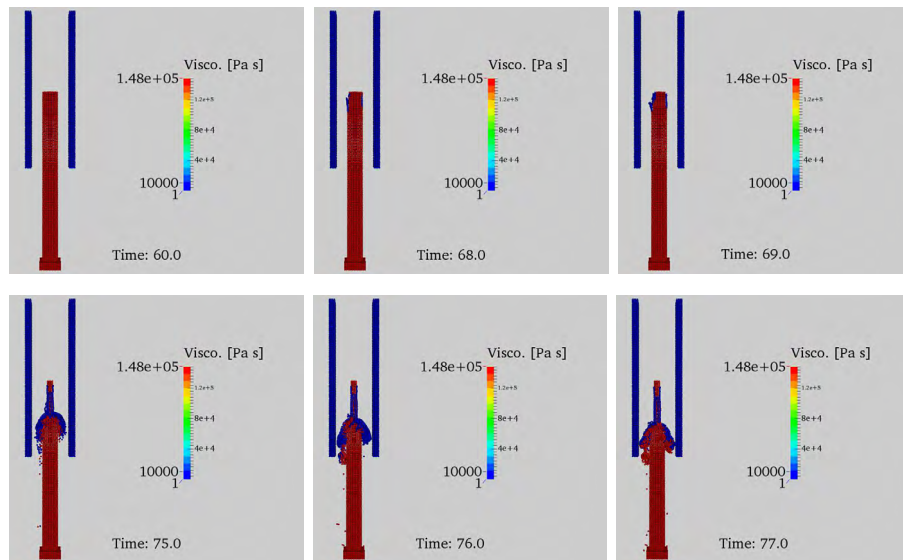 Visco. [Pa s]
1.48e+05
1.2e+5
8e+4
4e+4
10000
1
Time: 60.0
Visco. [Pa s]
1.48e+05
1.2e+5
8e+4
4e+4
10000
1
Time: 68.0
Visco. [Pa s]
1.48e+05
1.2e+5
8e+4
4e+4
10000
1
Time: 69.0
Visco. [Pa s]
1.48e+05
1.2e+5
8e+4
4e+4
10000
1
Time: 75.0
Visco. [Pa s]
1.48e+05
1.2e+5
8e+4
4e+4
10000
1
Time: 76.0
Visco. [Pa s]
1.48e+05
1.2e+5
8e+4
4e+4
10000
1
Time: 77.0